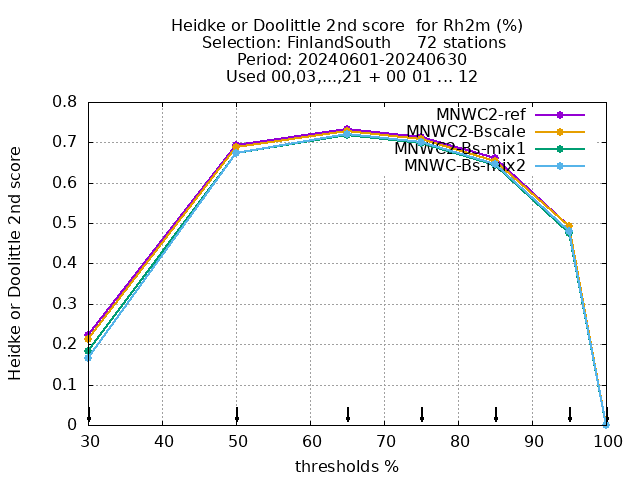 Heidke or Doolittle 2nd score  for Rh2m (%)
Selection: FinlandSouth     72 stations
Period: 20240601-20240630
Used 00,03,...,21 + 00 01 ... 12
MNWC2-ref
MNWC2-Bscale
MNWC2-Bs-mix1
MNWC-Bs-mix2
Heidke or Doolittle 2nd score
0.8
0.7
0.6
0.5
0.4
0.3
0.2
0.1
0
30 40 50 60 70 80 90 100
thresholds %